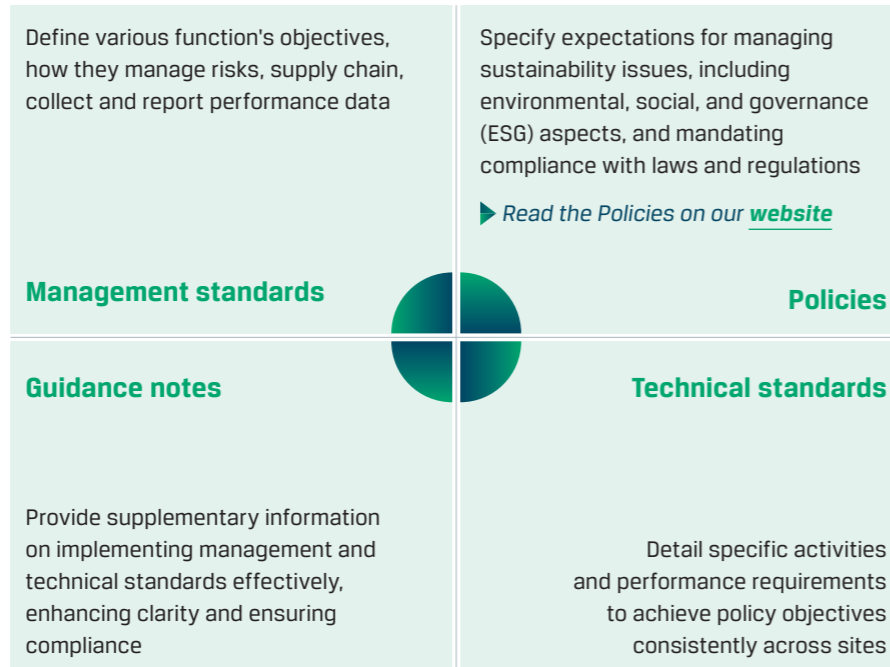 Define various function's objectives,
how they manage risks, supply chain,
collect and report performance data
Management standards
Specify expectations for managing
sustainability issues, including
environmental, social, and governance
(ESG) aspects, and mandating
compliance with laws and regulations
Read the Policies on our website
Policies
Guidance notes
Provide supplementary information
on implementing management and
technical standards effectively,
enhancing clarity and ensuring
compliance
Technical standards
Detail specific activities
and performance requirements
to achieve policy objectives
consistently across sites